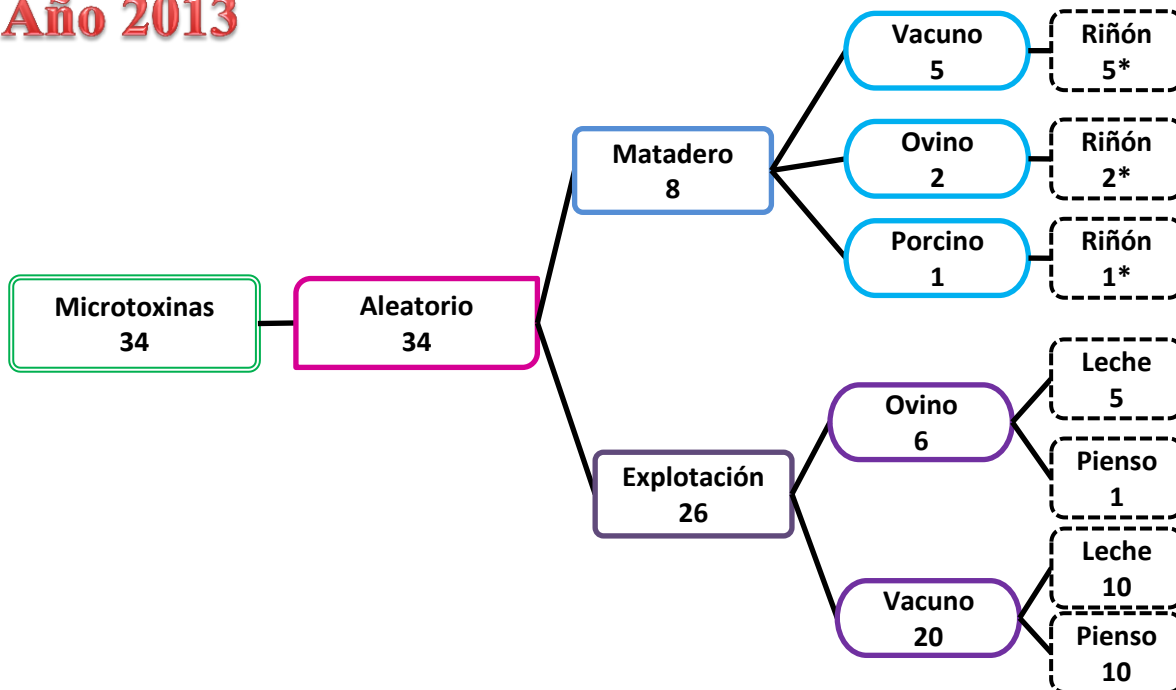 Año 2013
Microtoxinas
34
Aleatorio
34
Matadero
8
Vacuno
5
Riñón
5*
Ovino
2
Riñón
2*
Porcino
1
Riñón
1*
Explotación
26
Ovino
6
Leche
5
Pienso
1
Vacuno
20
Leche
10
Pienso
10